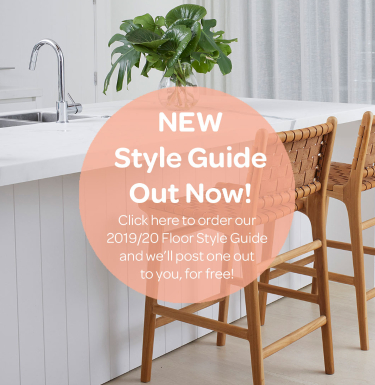 NEW
Style Guide
Out Now!
Click here to order our
2019/20 Floor Style Guide
and we'll post one out
to you, for free!